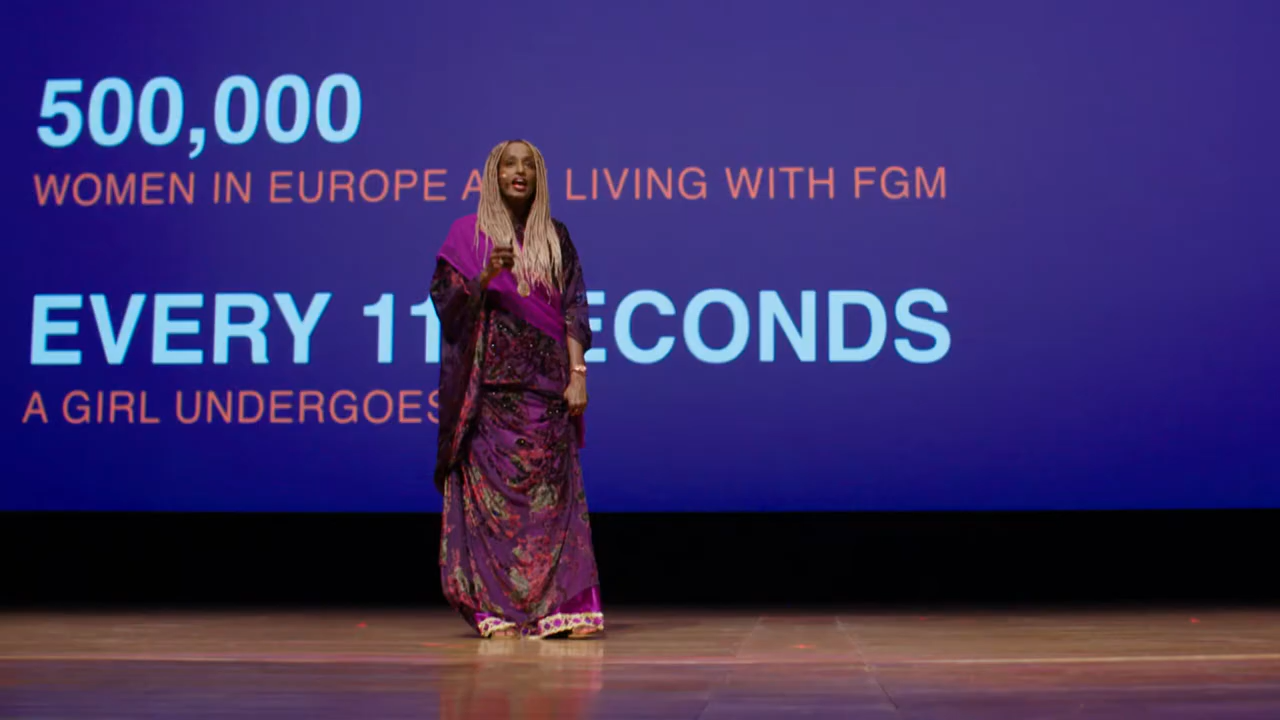 500,000
WOMEN IN EUROPE LIVING WITH FGM
EVERY 11
A GIRL UNDERGOES